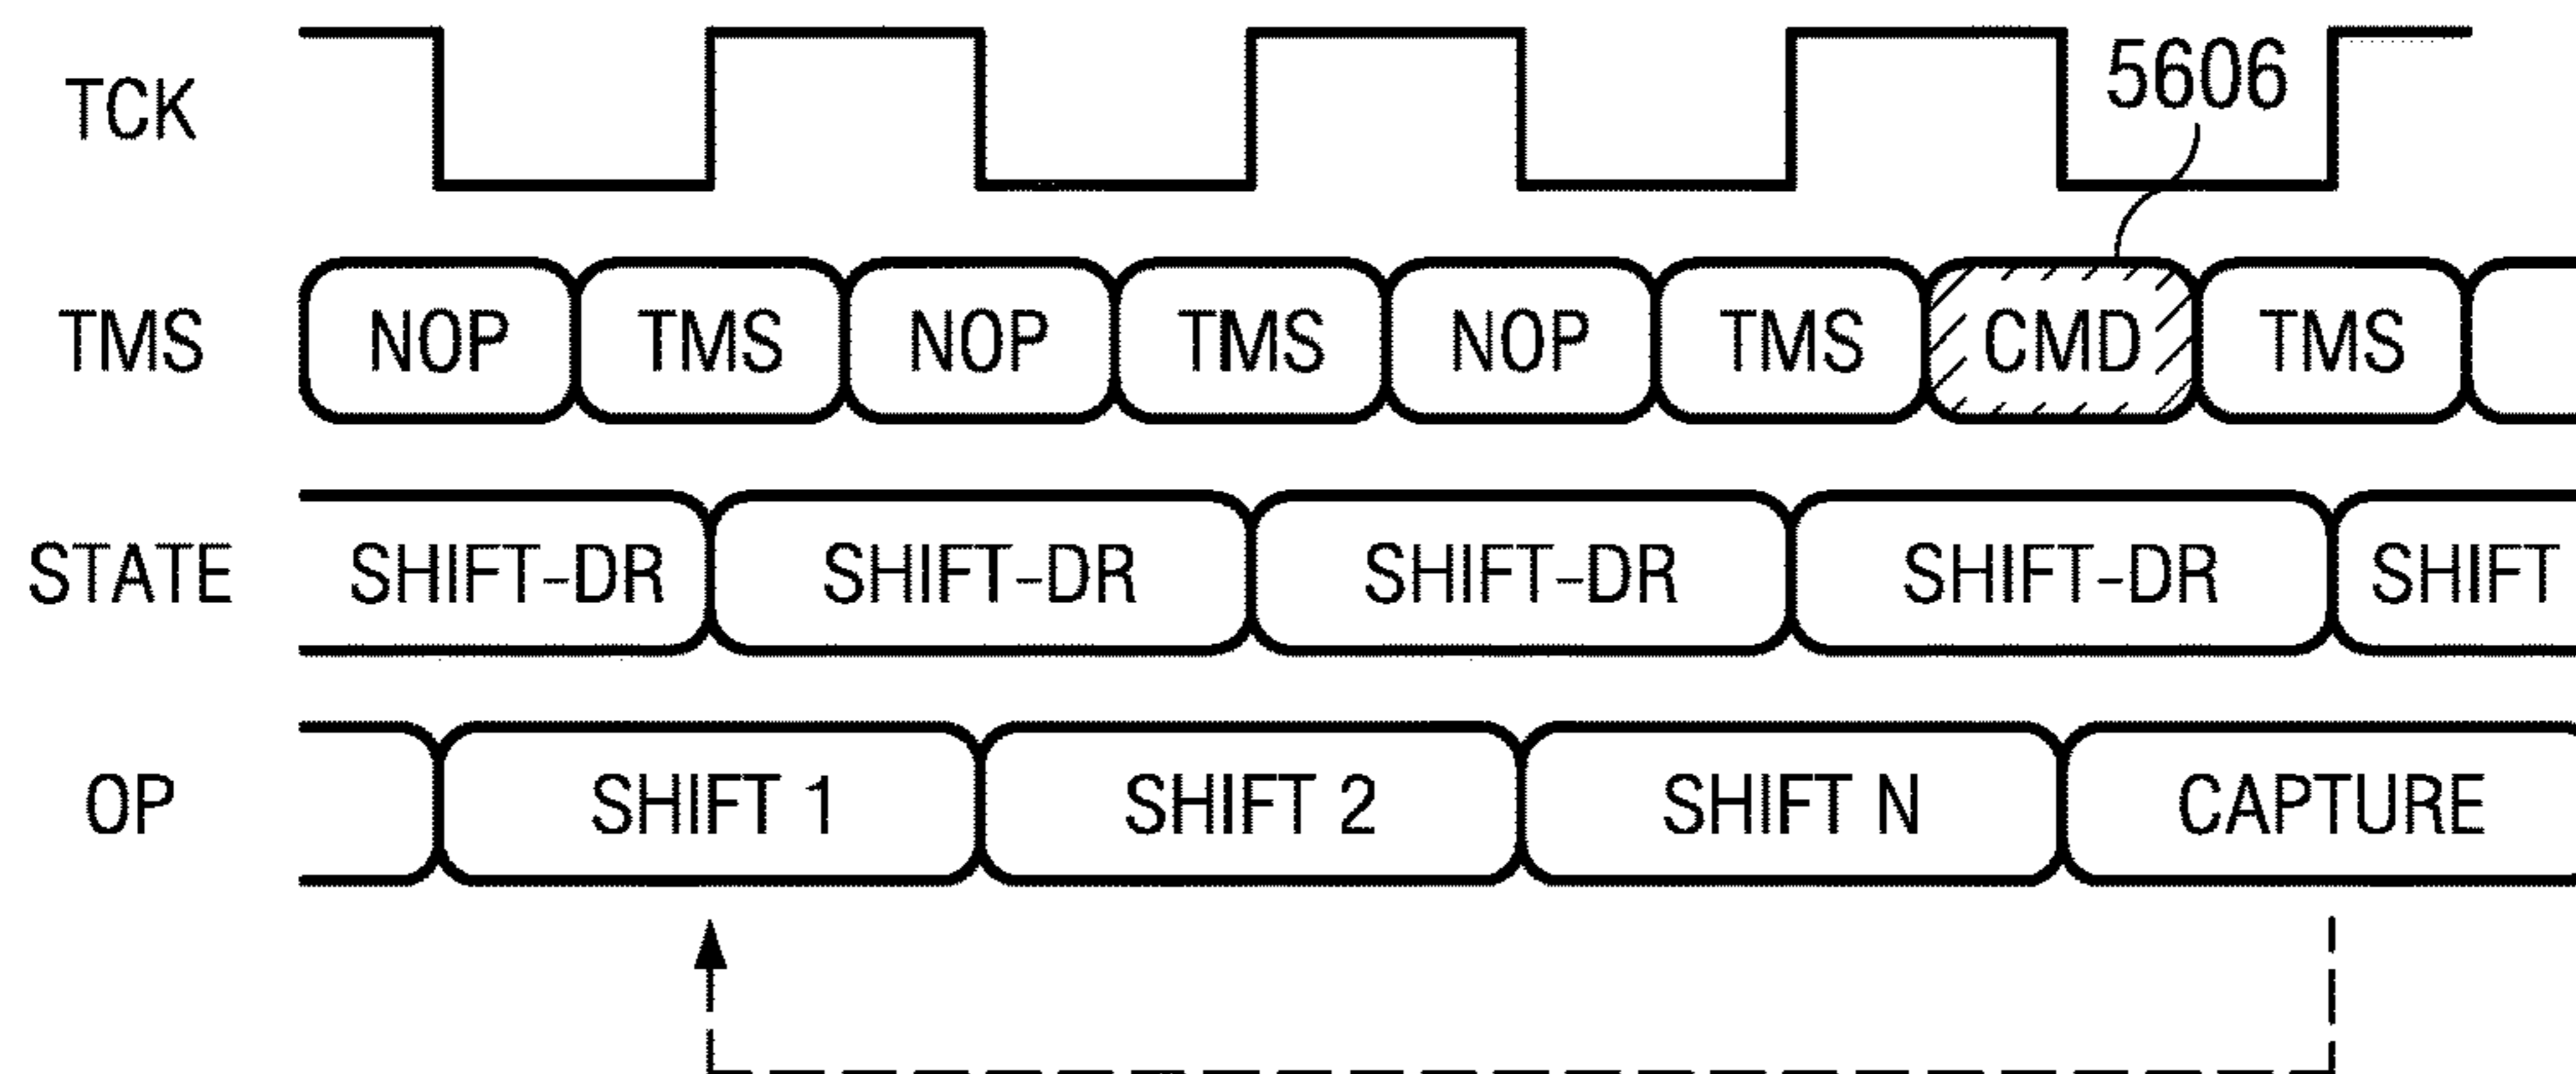 TCK 5606
TMS NOP TMS NOP TMS NOP TMS CMD TMS
STATE SHIFT-DR SHIFT-DR SHIFT-DR SHIFT-DR SHIFT
OP SHIFT 1 SHIFT 2 SHIFT N CAPTURE